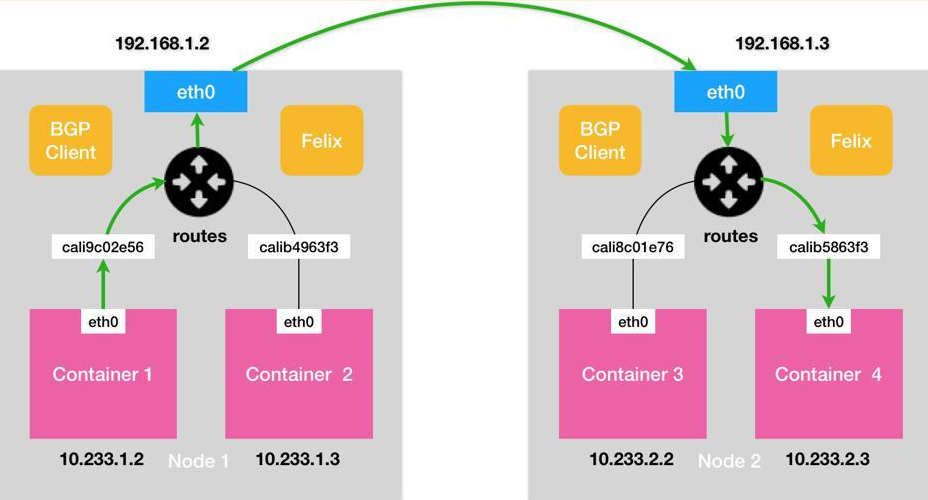 192.168.1.2
192.168.1.3
eth0
eth0
BGP
Client
Felix
BGP
Client
Felix
routes
routes
cali9c02e56
calib4963f3
cali8c01e76
calib5863f3
eth0
eth0
eth0
eth0
Container 1
Container 2
Container 3
Container 4
10.233.1.2
Node 1
10.233.1.3
10.233.2.2
Node 2
10.233.2.3